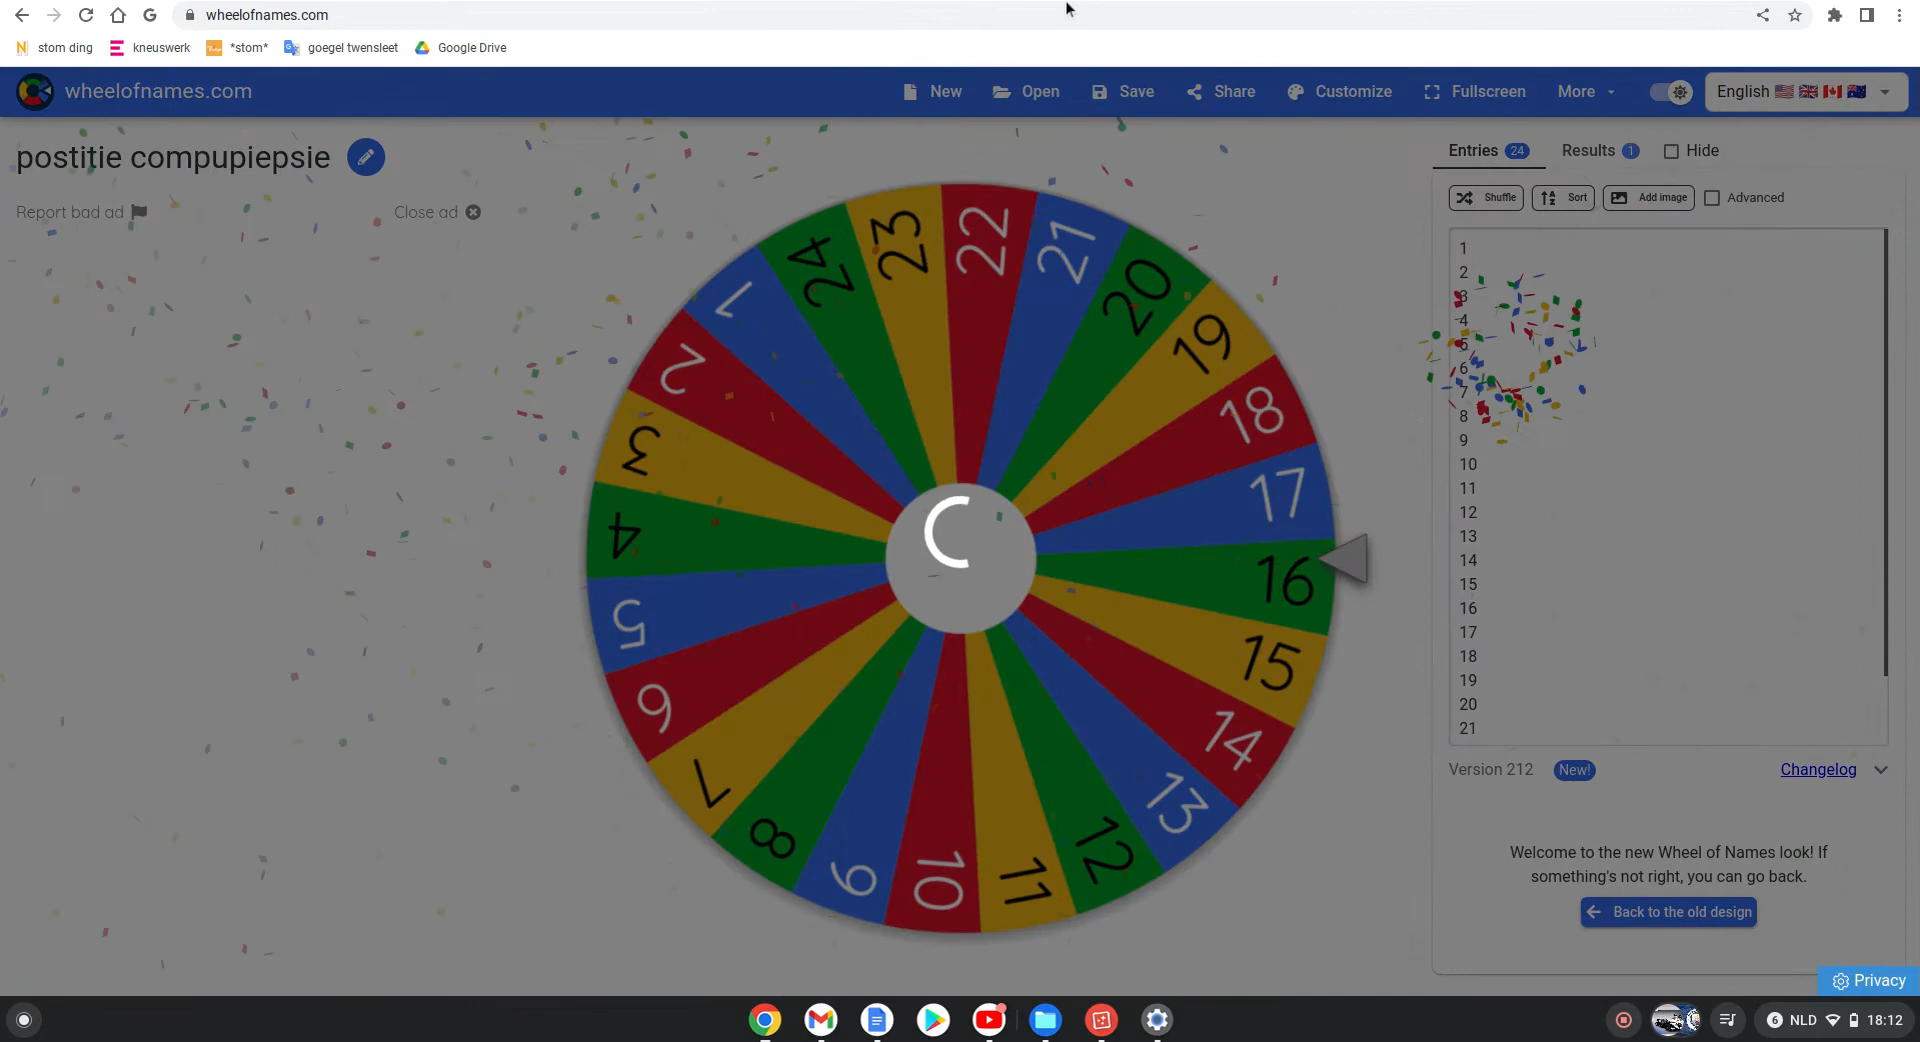 wheelofnames.com
stom ding
kneuswerk
*stom*
goegel twensleet
Google Drive
wheelofnames.com
New
Open
Save
Share
Customize
Fullscreen
More
English
postitie compupiepsie
Report bad ad
Close ad
Entries 24
Results 1
Hide
Shuffle
Sort
Add image
Advanced
1
2
3
4
5
6
7
8
9
10
11
12
13
14
15
16
17
18
19
20
21
22
23
24
1
2
3
4
5
6
7
8
9
10
11
12
13
14
15
16
17
18
19
20
21
Version 212
New!
Changelog
Welcome to the new Wheel of Names look! If
something's not right, you can go back.
Back to the old design
Privacy
6
NLD
18:12